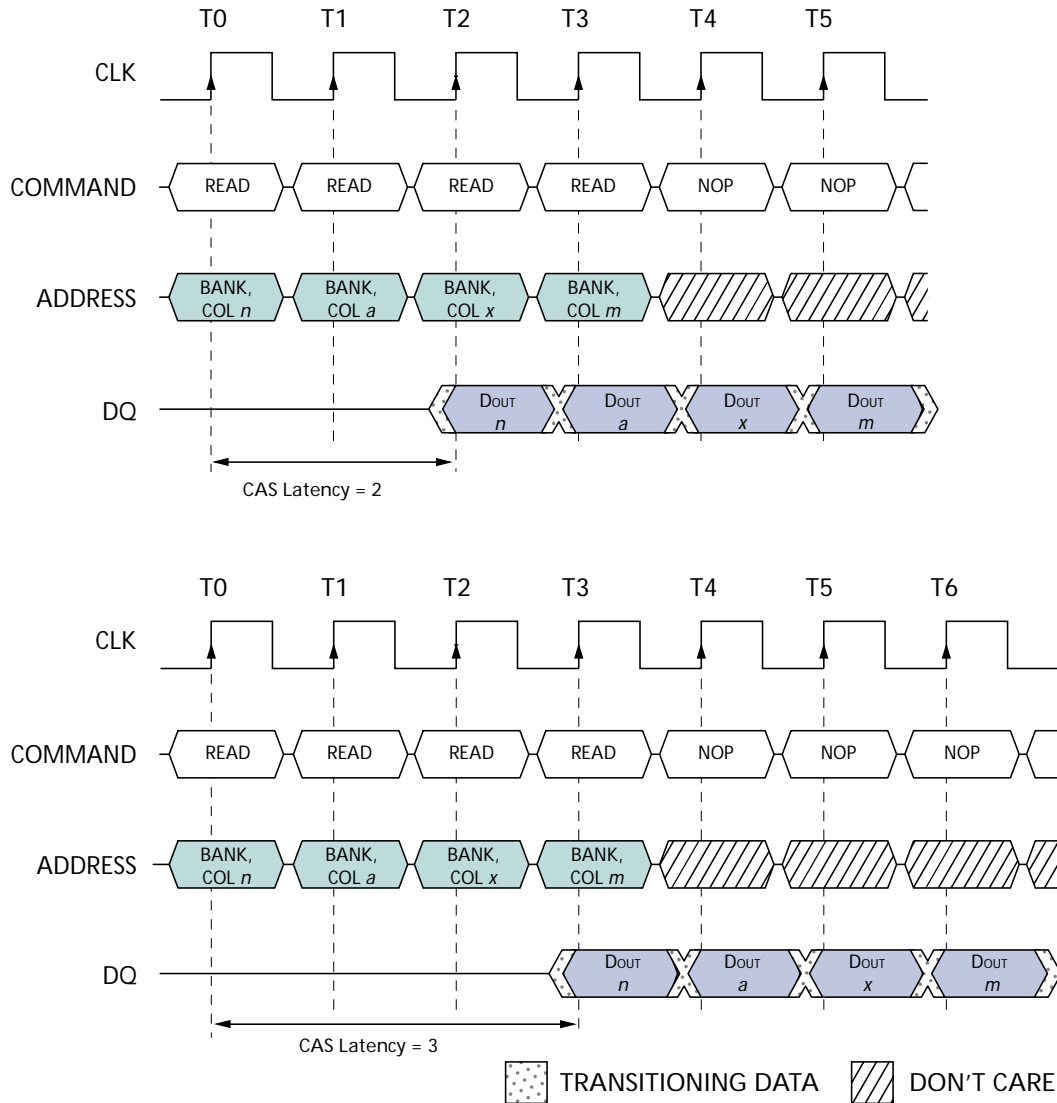 T0 T1 T2 T3 T4 T5
CLK
COMMAND READ READ READ READ NOP NOP
ADDRESS BANK, COL n BANK, COL a BANK, COL x BANK, COL m
DQ DOUT n DOUT a DOUT x DOUT m
CAS Latency = 2
T0 T1 T2 T3 T4 T5 T6
CLK
COMMAND READ READ READ READ NOP NOP NOP
ADDRESS BANK, COL n BANK, COL a BANK, COL x BANK, COL m
DQ DOUT n DOUT a DOUT x DOUT m
CAS Latency = 3
TRANSITIONING DATA DON'T CARE